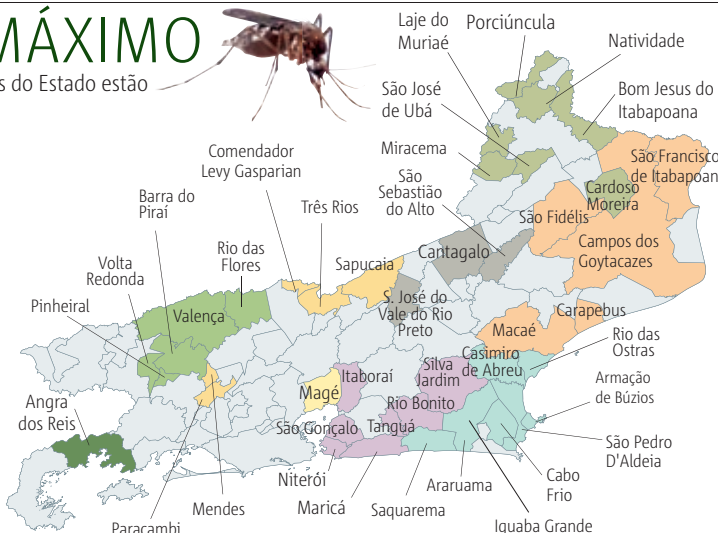 MÁXIMO
s do Estado estão
Laje do
Muriaé
Porciúncula
Natividade
São José
de Ubá
Bom Jesus do
Itabapoana
Miracema
São Francisco
de Itabapoan
Comendador
Levy Gasparian
São
Sebastião
do Alto
Cardoso
Moreira
São Fidélis
Barra do
Piraí
Três Rios
Campos dos
Goytacazes
Cantagalo
Rio das
Flores
Sapucaia
Volta
Redonda
S. José do
Vale do Rio
Preto
Pinheiral
Valença
Carapebus
Macaé
Rio das
Ostras
Casimiro
de Abreu
Silva
Jardim
Itaboraí
Armação
de Búzios
Magé
Rio Bonito
Angra
dos Reis
São Gonçalo
Tanguá
São Pedro
D'Aldeia
Niterói
Cabo
Frio
Araruama
Maricá
Saquarema
Mendes
Paracambi
Iguaba Grande